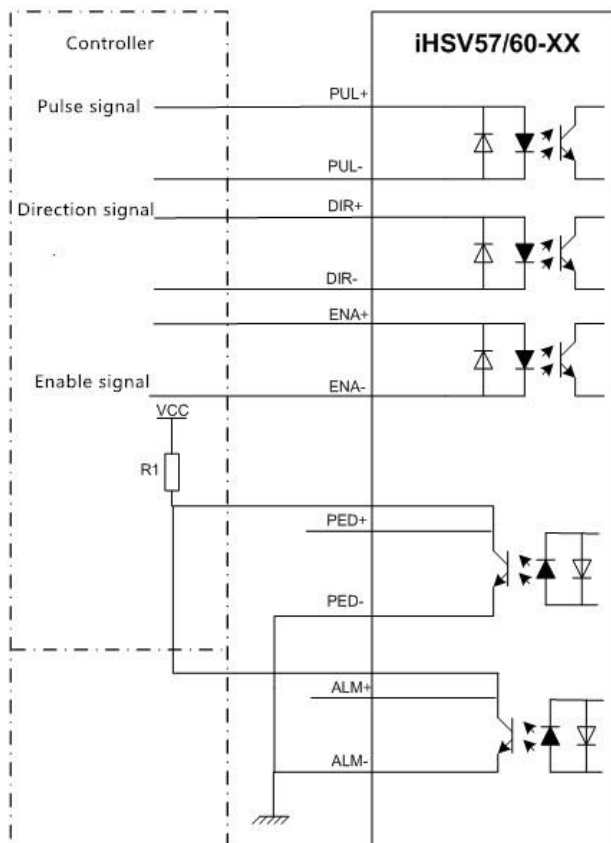 Controller
iHSV57/60-XX
PUL+
Pulse signal
PUL-
Direction signal
DIR+
DIR-
ENA+
Enable signal
ENA-
VCC
R1
PED+
PED-
ALM+
ALM-